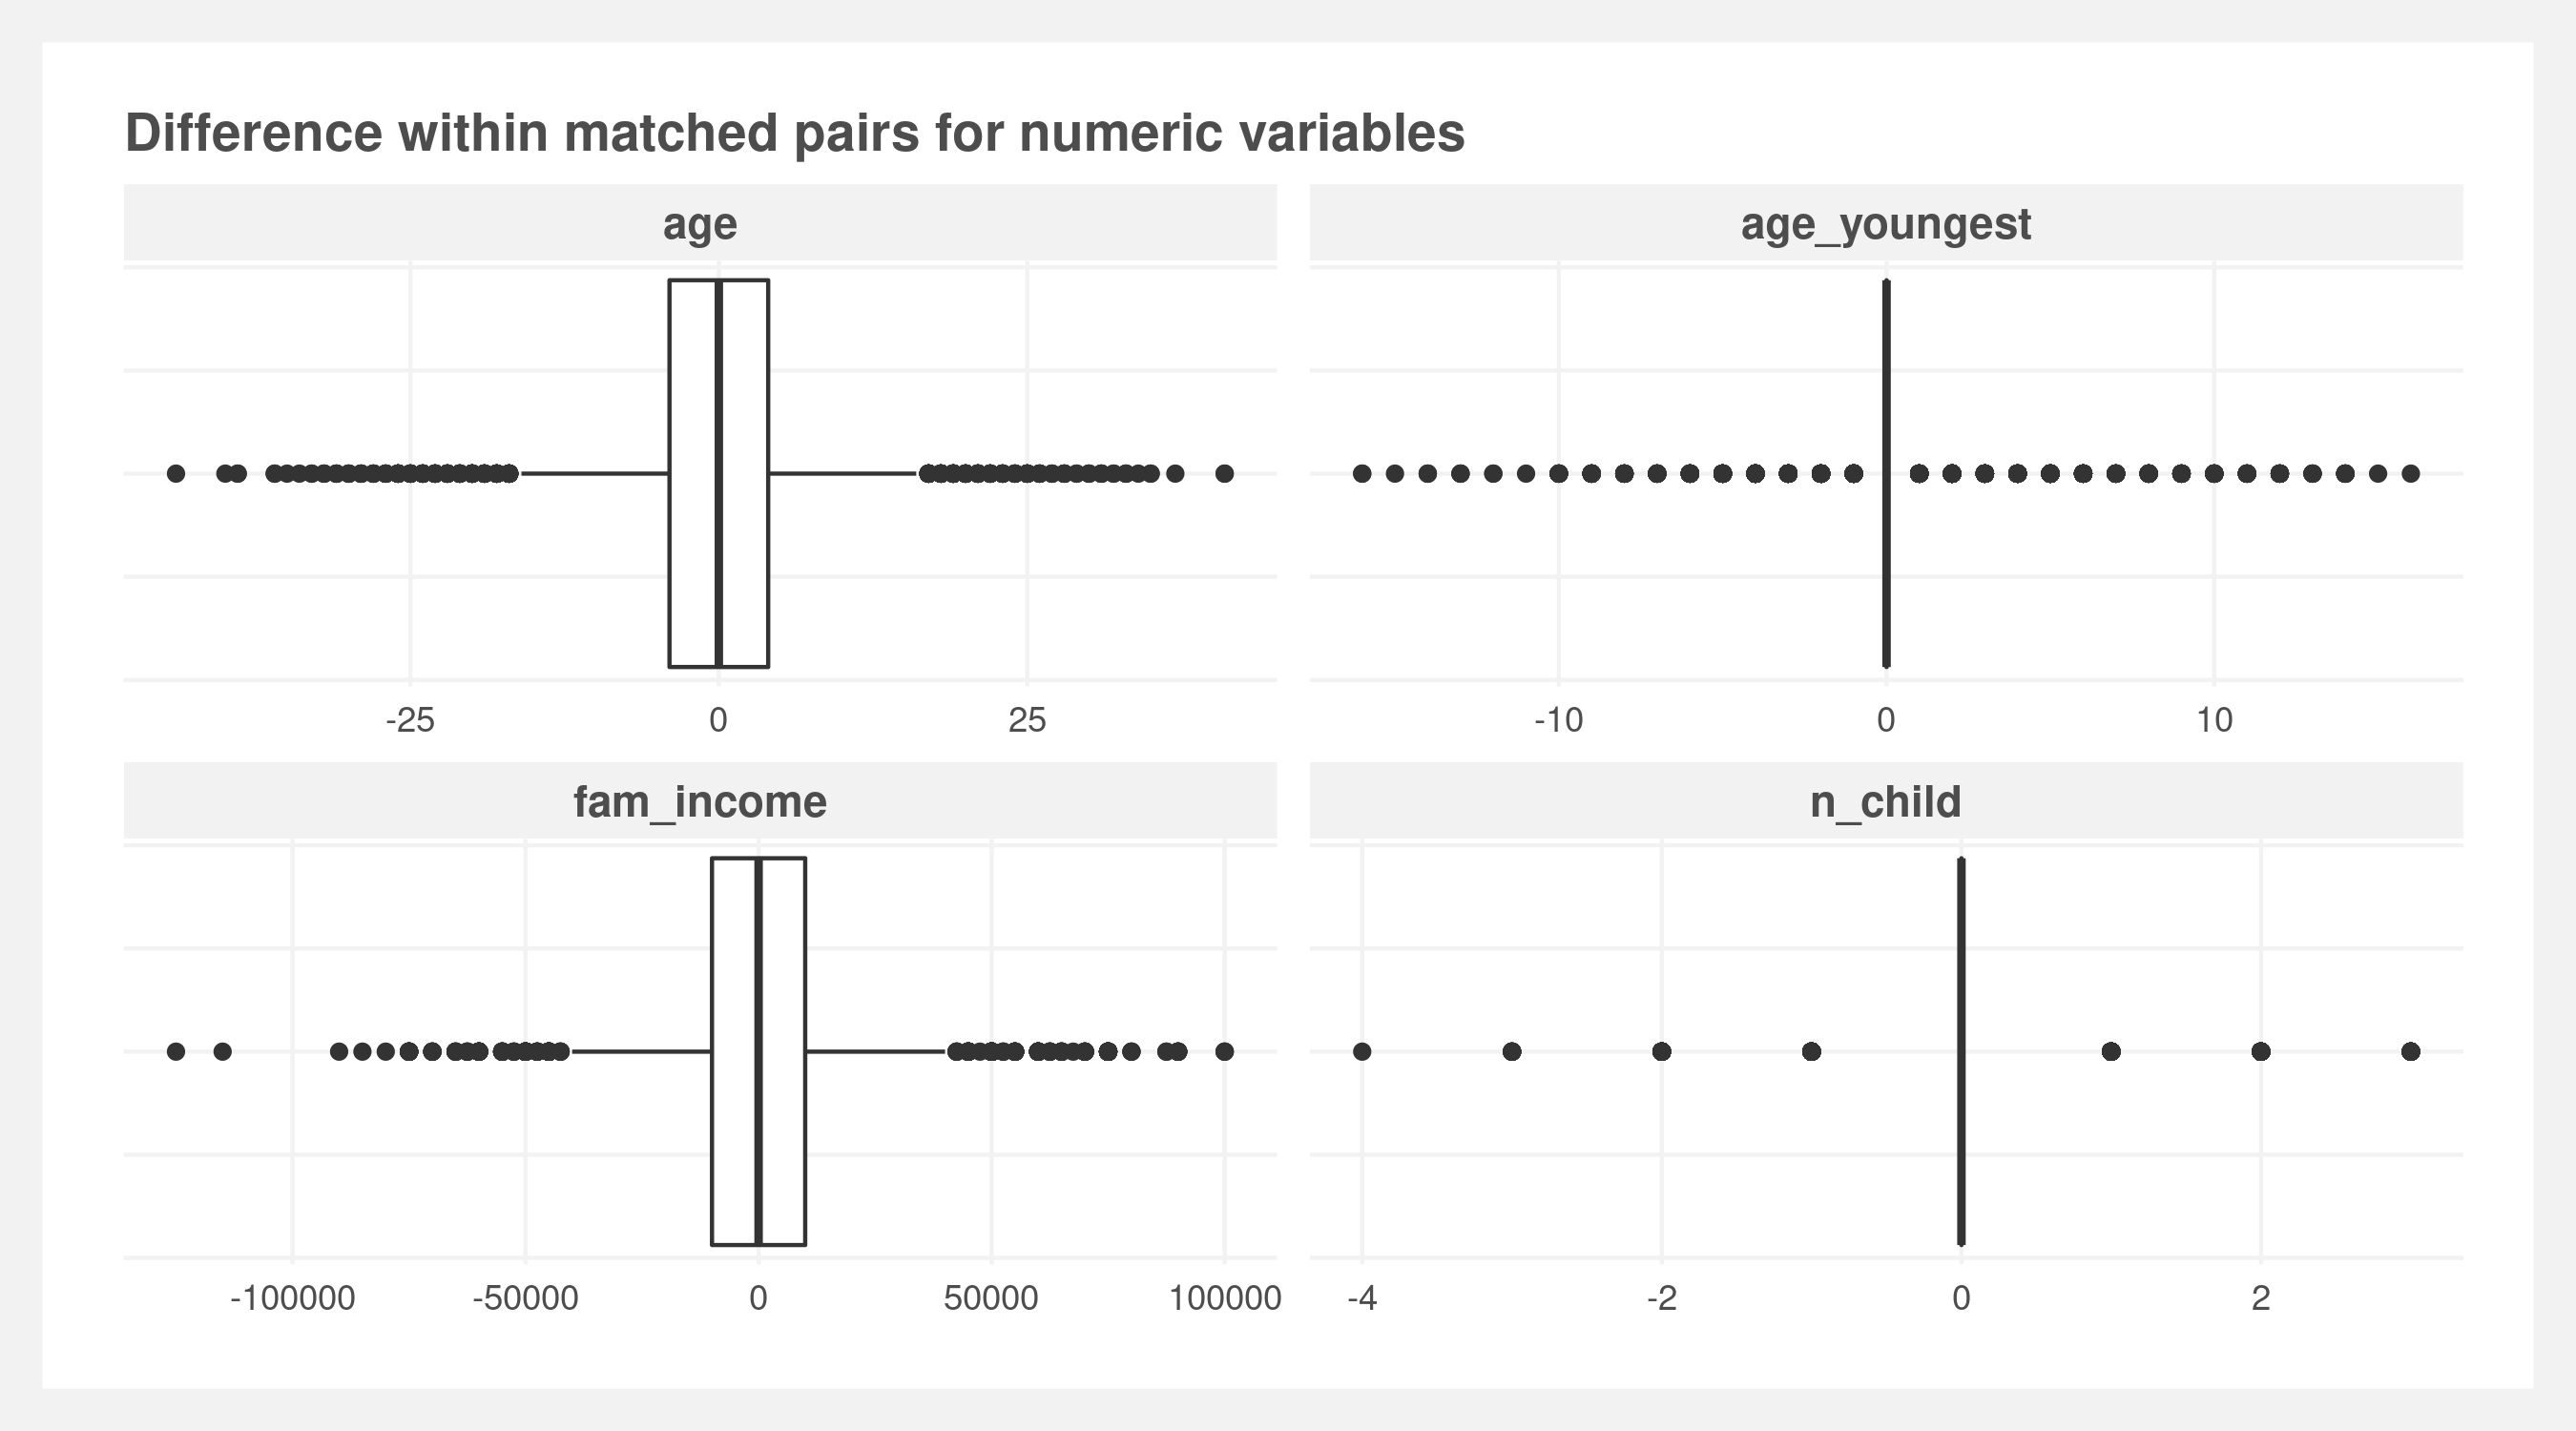 Difference within matched pairs for numeric variables
age
age_youngest
-25 0 25
-10 0 10
fam_income
n_child
-100000 -50000 0 50000 100000
-4 -2 0 2